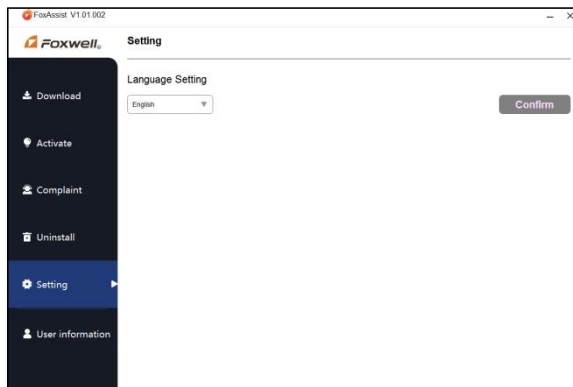 FoxAssist V1.01.002
FOXWELL®
Setting
Language Setting
English
Confirm
Download
Activate
Complaint
Uninstall
Setting
User information